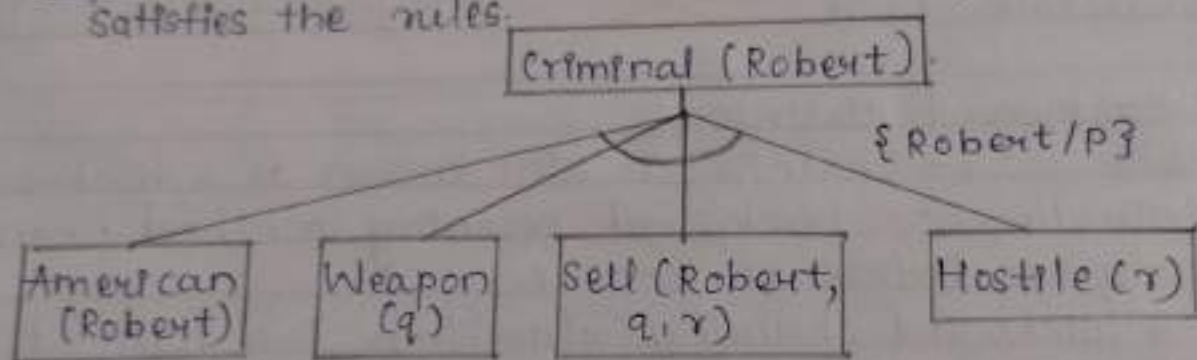 satisfies the rules.
Criminal (Robert)
{Robert/P}
American
(Robert)
Weapon
(q)
Sell (Robert,
q, r)
Hostile (r)